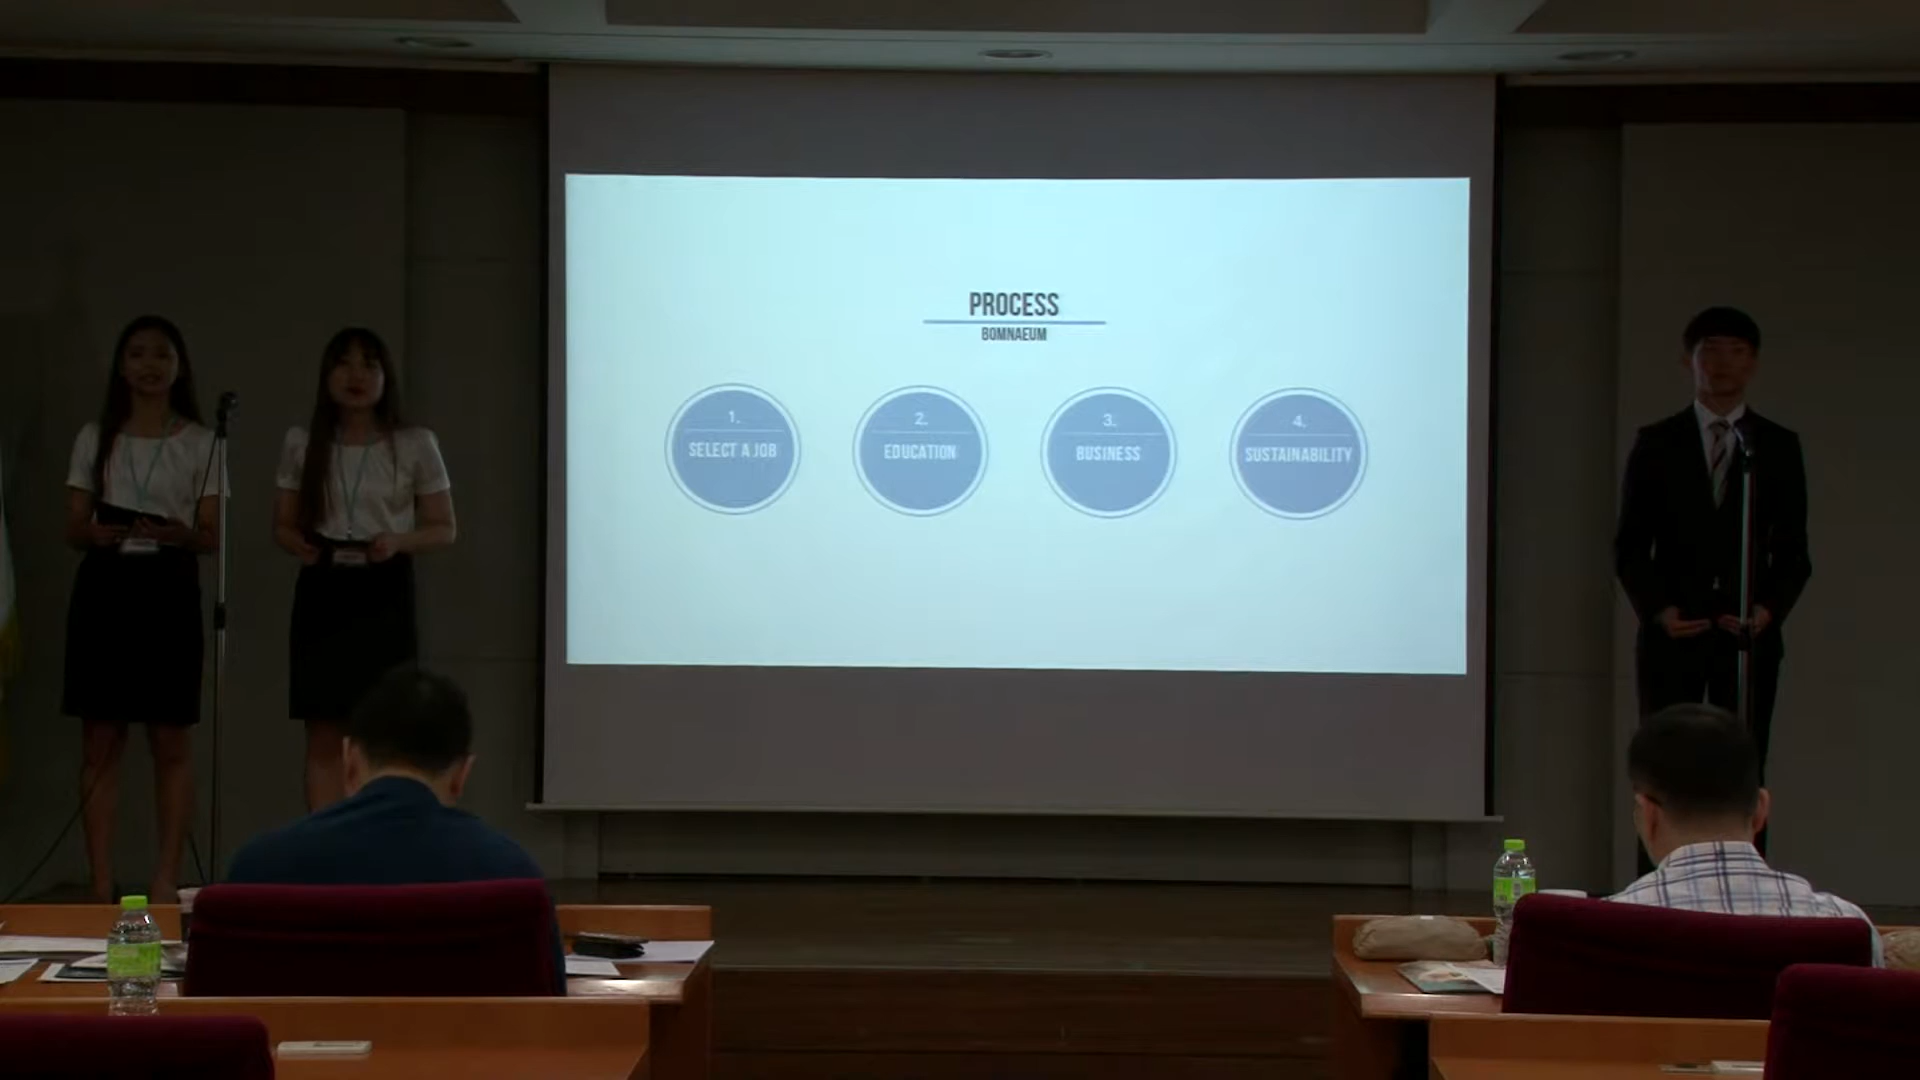 PROCESS
BOMNAEUM
1.
SELECT A JOB
2.
EDUCATION
3.
BUSINESS
4.
SUSTAINABILITY